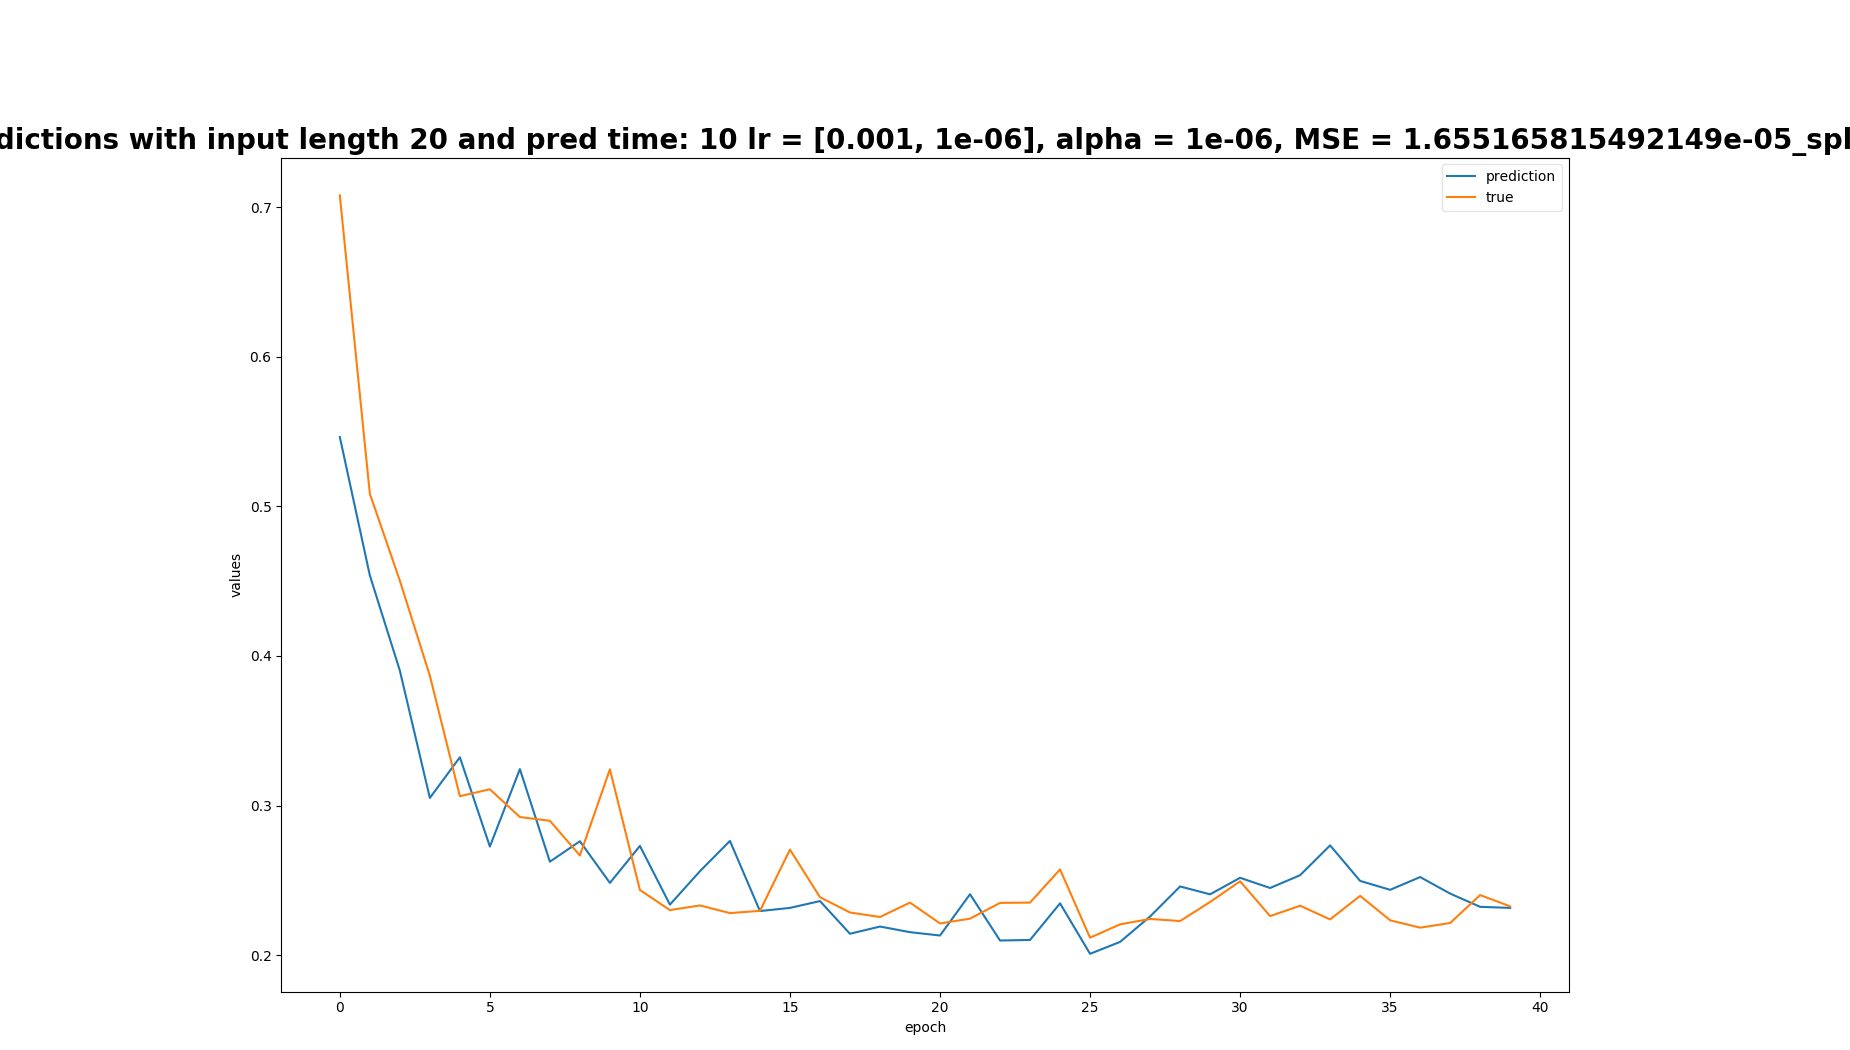 dictions with input length 20 and pred time: 10 lr = [0.001, 1e-06], alpha = 1e-06, MSE = 1.655165815492149e-05_spl
prediction
true
0.7
0.6
0.5
0.4
0.3
0.2
values
0 5 10 15 20 25 30 35 40
epoch